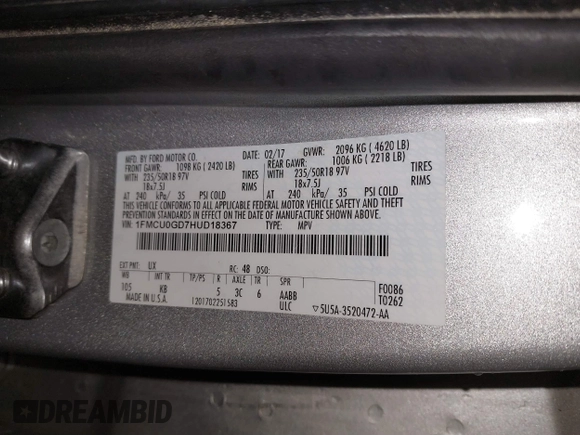 MFD. BY FORD MOTOR CO.
02/17 GVWR: 2096 KG ( 4620 LB)
FRONT GAWR: 1098 KG ( 2420 LB) REAR GAWR: 1006 KG ( 2218 LB)
WITH 235/50R18 97V TIRES WITH 235/50R18 97V TIRES
18x7.5J RIMS 18x7.5J RIMS
AT 240 kPa/ 35 PSI COLD AT 240 kPa/ 35 PSI COLD
THIS VEHICLE CONFORMS TO ALL APPLICABLE FEDERAL MOTOR VEHICLE SAFETY AND THEFT PREVENTION STANDARDS IN EFFECT ON THE DATE OF MANUFACTURE SHOWN ABOVE.
VIN: 1FMCU0GD7HUD18367 TYPE: MPV
EXT PNT: UX RC: 48 DSO:
WB INT TR TP/PS R AXLE TR SPR
105 KB 5 3C 6 AABB F0086
MADE IN U.S.A. ULC T0262
1201702251583 ▽5U5A-3520472-AA
DREAMBID